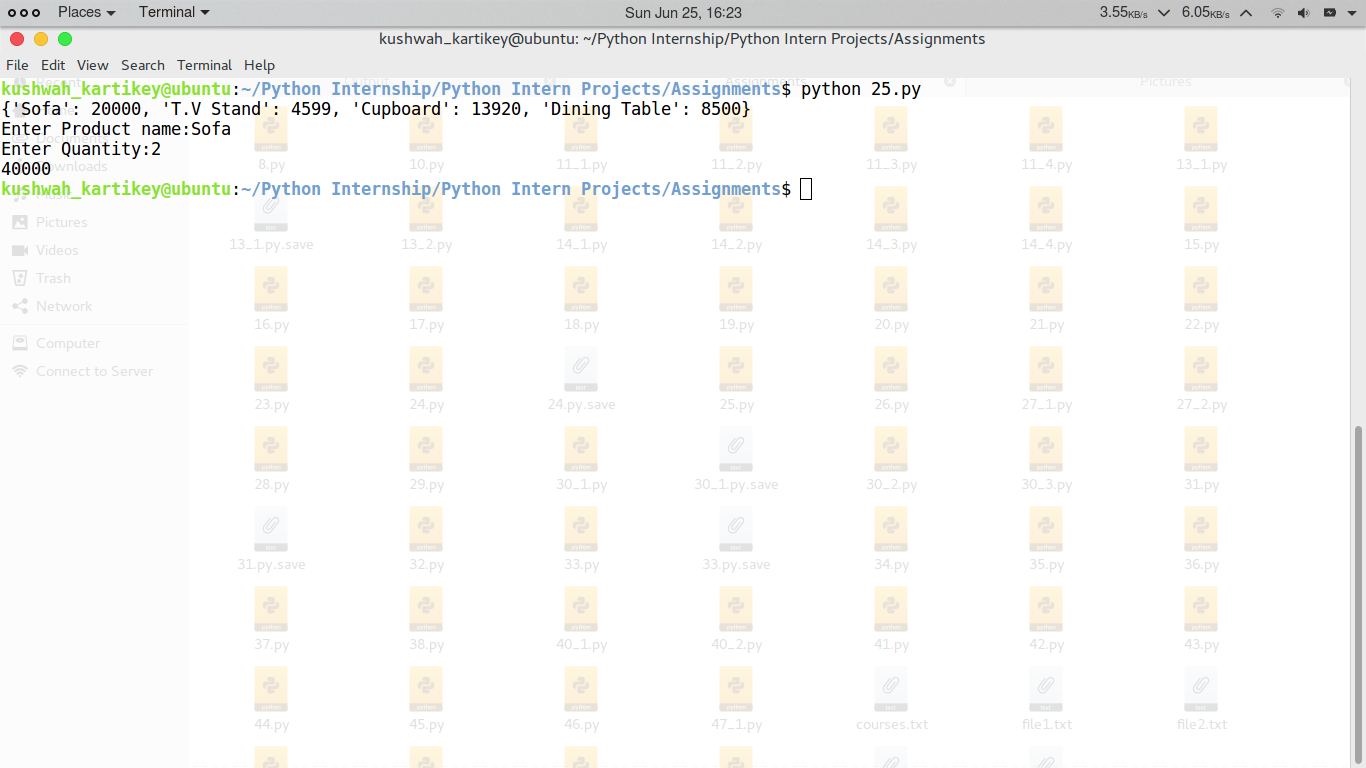 Places Terminal Sun Jun 25, 16:23 3.55KB/s 6.05KB/s
kushwah_kartikey@ubuntu: ~/Python Internship/Python Intern Projects/Assignments
File Edit View Search Terminal Help
Recent Output Assignments Pictures
kushwah_kartikey@ubuntu:~/Python Internship/Python Intern Projects/Assignments$ python 25.py
{'Sofa': 20000, 'T.V Stand': 4599, 'Cupboard': 13920, 'Dining Table': 8500}
Enter Product name:Sofa
Enter Quantity:2
40000
kushwah_kartikey@ubuntu:~/Python Internship/Python Intern Projects/Assignments$
Documents
Downloads
Music
Pictures
Videos
Trash
Network
Computer
Connect to Server
8.py 10.py 11_1.py 11_2.py 11_3.py 11_4.py 13_1.py
13_1.py.save 13_2.py 14_1.py 14_2.py 14_3.py 14_4.py 15.py
16.py 17.py 18.py 19.py 20.py 21.py 22.py
23.py 24.py 24.py.save 25.py 26.py 27_1.py 27_2.py
28.py 29.py 30_1.py 30_1.py.save 30_2.py 30_3.py 31.py
31.py.save 32.py 33.py 33.py.save 34.py 35.py 36.py
37.py 38.py 40_1.py 40_2.py 41.py 42.py 43.py
44.py 45.py 46.py 47_1.py courses.txt file1.txt file2.txt